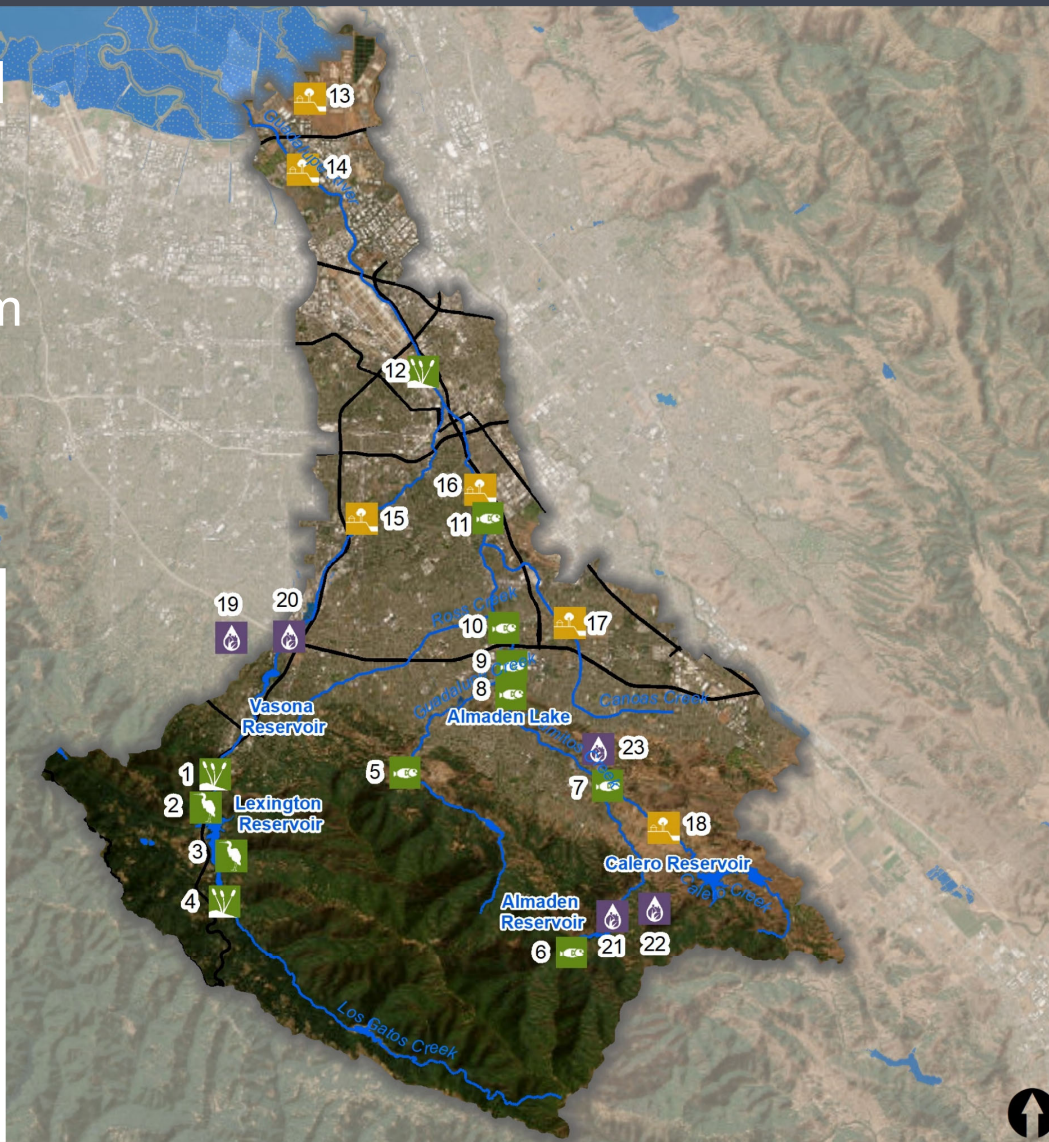 m
13
Guadalupe River
14
12
16
15
11
19
20
Ross Creek
10
17
9
Guadalupe Creek
8
Canoas Creek
Vasona
Reservoir
Almaden Lake
23
1
5
7
2
Lexington
Reservoir
18
3
Calero Reservoir
4
Calero Creek
Almaden
Reservoir
21
22
6
Los Gatos Creek